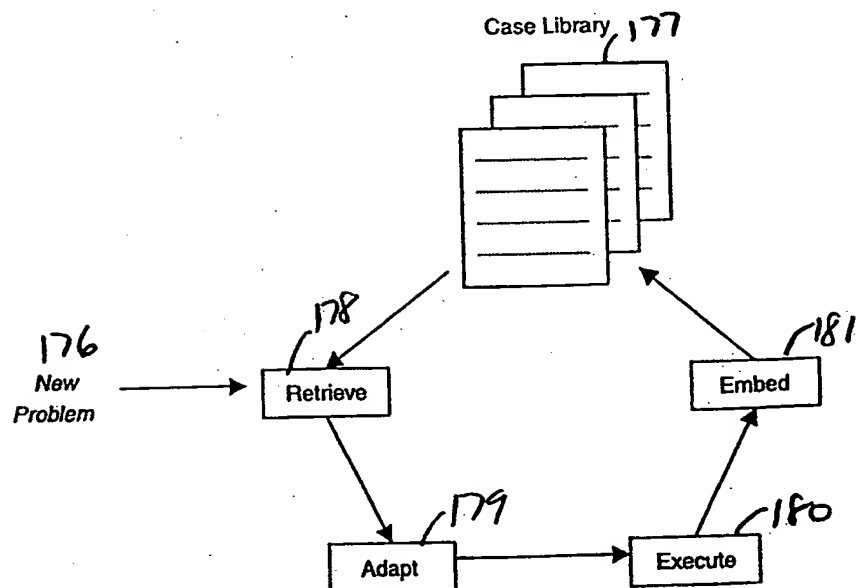 Case Library
177
178
176
New
Problem
Retrieve
181
Embed
179
Adapt
180
Execute